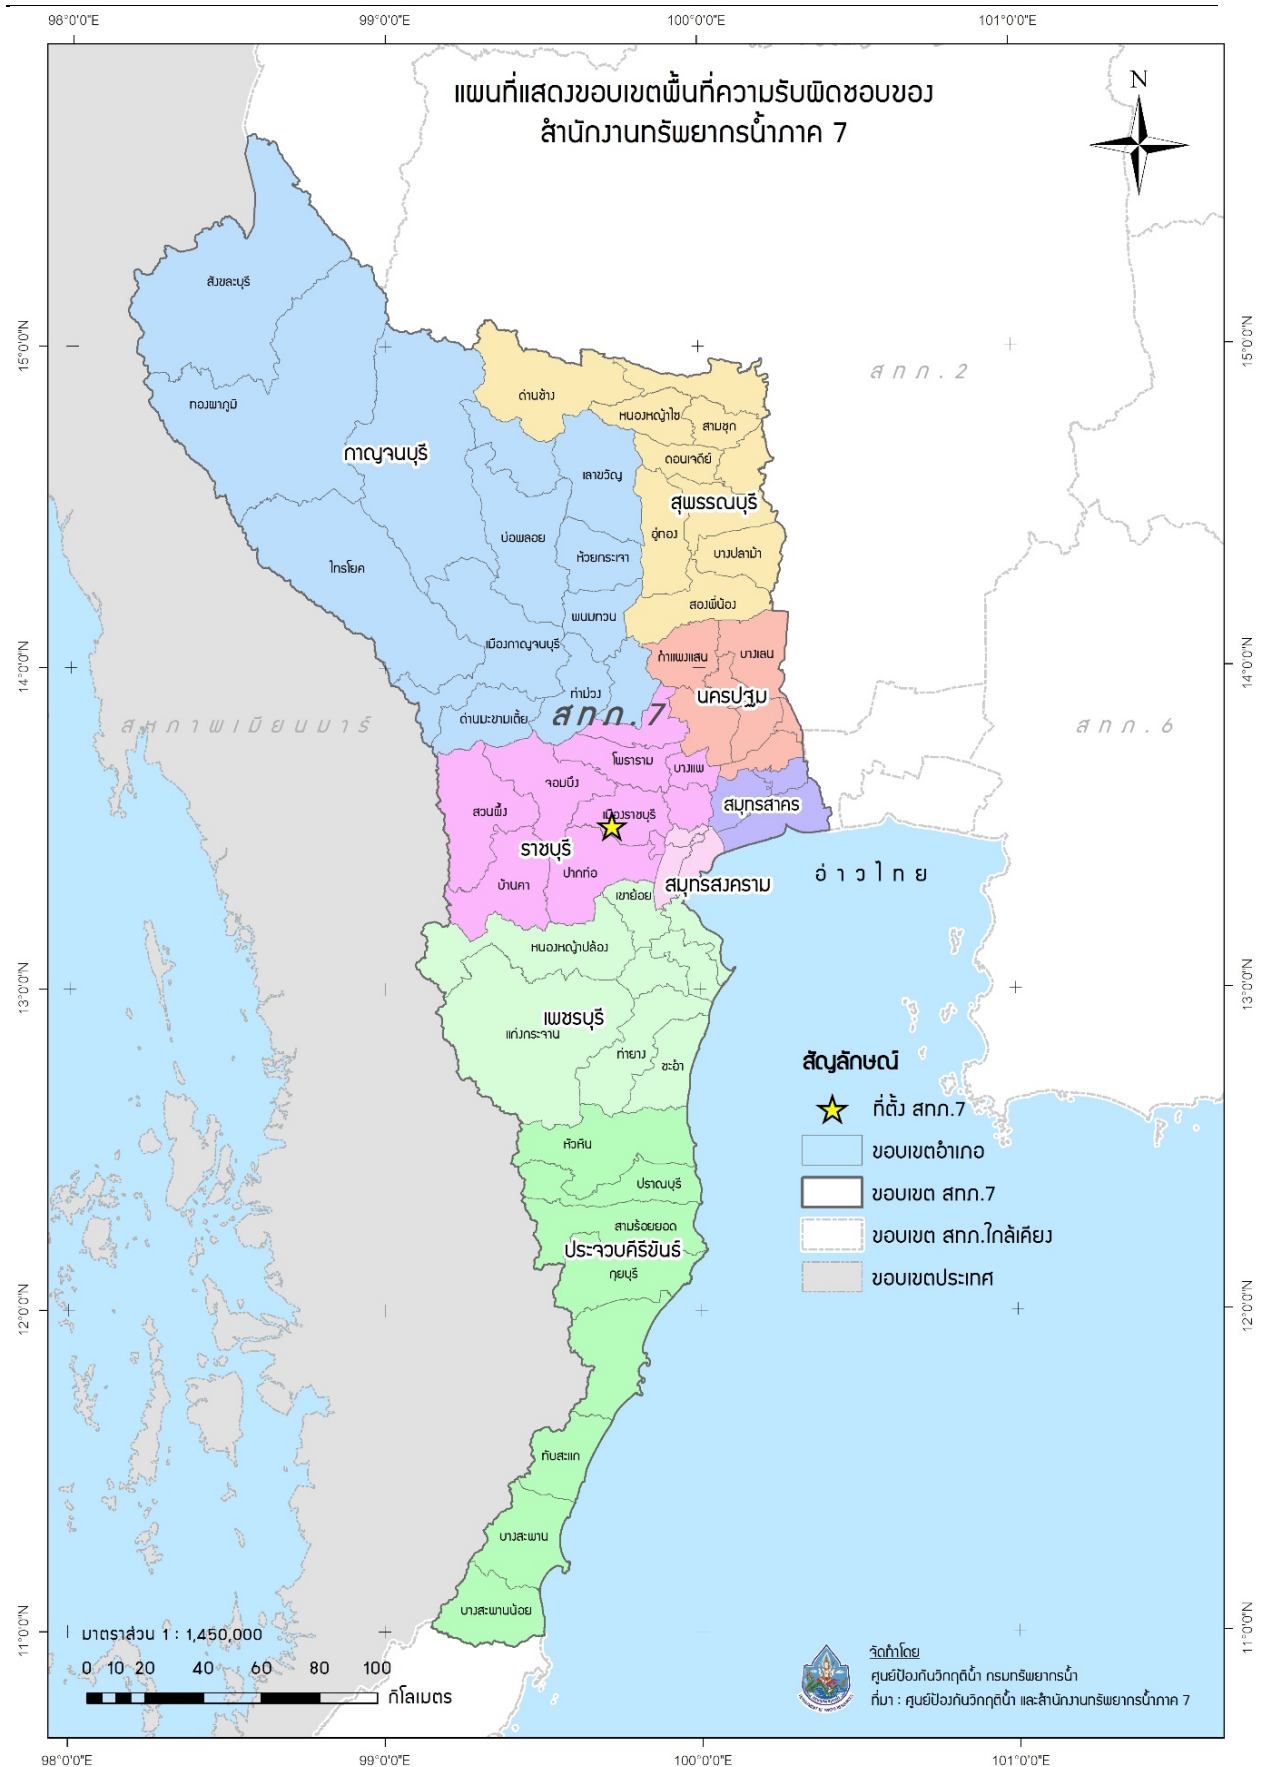 98°0'0"E 99°0'0"E 100°0'0"E 101°0'0"E
แผนที่แสดงขอบเขตพื้นที่ความรับผิดชอบของ
สำนักงานทรัพยากรน้ำภาค 7
N
สังขละบุรี
15°0'0"N 15°0'0"N
สทภ.2
ด่านช้าง
ทองผาภูมิ
หนองหญ้าไซ
สามชุก
กาญจนบุรี
ดอนเจดีย์
เลาขวัญ
สุพรรณบุรี
อู่ทอง
บ่อพลอย
บางปลาม้า
ห้วยกระเจา
ไทรโยค
สองพี่น้อง
พนมทวน
เมืองกาญจนบุรี
กำแพงแสน
บางเลน
14°0'0"N 14°0'0"N
ท่าม่วง
นครปฐม
ด่านมะขามเตี้ย
สทภ.7
สหภาพเมียนมาร์
สทภ.6
โพธาราม
บางแพ
จอมบึง
สวนผึ้ง
เมืองราชบุรี
สมุทรสาคร
ราชบุรี
ปากท่อ
อ่าวไทย
บ้านคา
สมุทรสงคราม
เขาย้อย
หนองหญ้าปล้อง
13°0'0"N 13°0'0"N
เพชรบุรี
แก่งกระจาน
ท่ายาง
ชะอำ
สัญลักษณ์
ที่ตั้ง สทภ.7
ขอบเขตอำเภอ
ขอบเขต สทภ.7
ขอบเขต สทภ.ใกล้เคียง
ขอบเขตประเทศ
หัวหิน
ปราณบุรี
สามร้อยยอด
ประจวบคีรีขันธ์
กุยบุรี
12°0'0"N 12°0'0"N
ทับสะแก
บางสะพาน
บางสะพานน้อย
11°0'0"N 11°0'0"N
มาตราส่วน 1 : 1,450,000
0 10 20 40 60 80 100
กิโลเมตร
จัดทำโดย
ศูนย์ป้องกันวิกฤติน้ำ กรมทรัพยากรน้ำ
ที่มา : ศูนย์ป้องกันวิกฤติน้ำ และสำนักงานทรัพยากรน้ำภาค 7
98°0'0"E 99°0'0"E 100°0'0"E 101°0'0"E